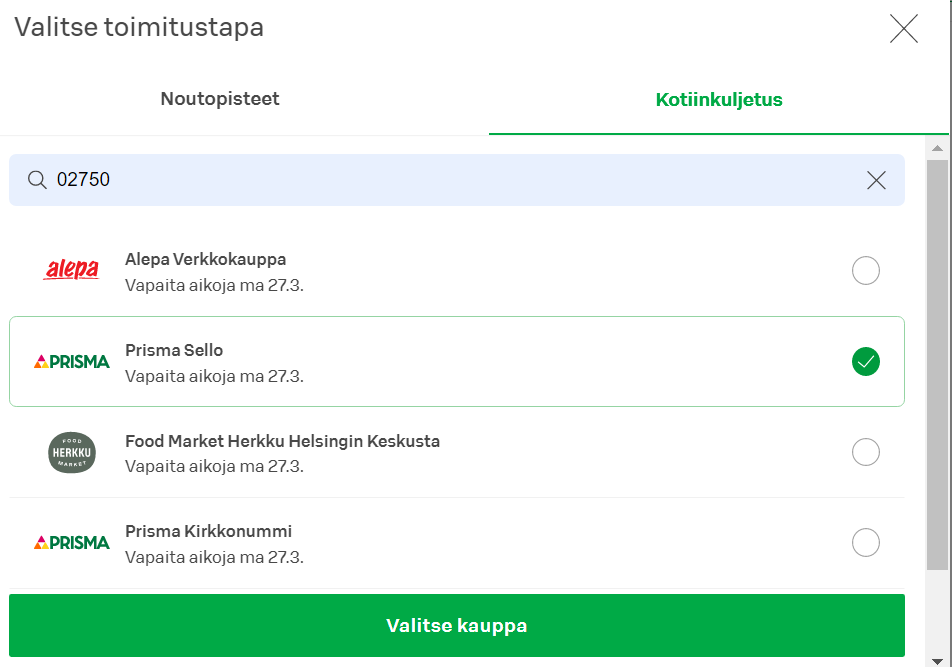 Valitse toimitustapa
Noutopisteet
Kotiinkuljetus
02750
alepa
Alepa Verkkokauppa
Vapaita aikoja ma 27.3.
PRISMA
Prisma Sello
Vapaita aikoja ma 27.3.
FOOD
HERKKU
MARKET
Food Market Herkku Helsingin Keskusta
Vapaita aikoja ma 27.3.
PRISMA
Prisma Kirkkonummi
Vapaita aikoja ma 27.3.
Valitse kauppa